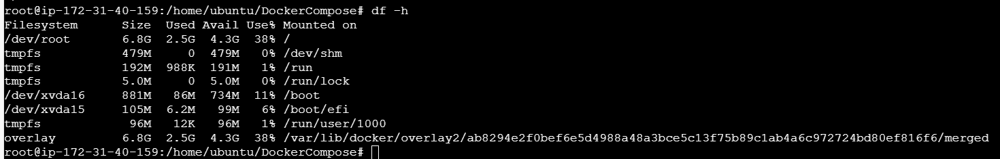 root@ip-172-31-40-159:/home/ubuntu/DockerCompose# df -h
Filesystem      Size  Used Avail Use% Mounted on
/dev/root       6.8G  2.5G  4.3G  38% /
tmpfs           479M     0  479M   0% /dev/shm
tmpfs           192M  988K  191M   1% /run
tmpfs           5.0M     0  5.0M   0% /run/lock
/dev/xvda16     881M   86M  734M  11% /boot
/dev/xvda15     105M  6.2M   99M   6% /boot/efi
tmpfs            96M   12K   96M   1% /run/user/1000
overlay         6.8G  2.5G  4.3G  38% /var/lib/docker/overlay2/ab8294e2f0bef6e5d4988a48a3bce5c13f75b89c1ab4a6c972724bd80ef816f6/merged
root@ip-172-31-40-159:/home/ubuntu/DockerCompose#